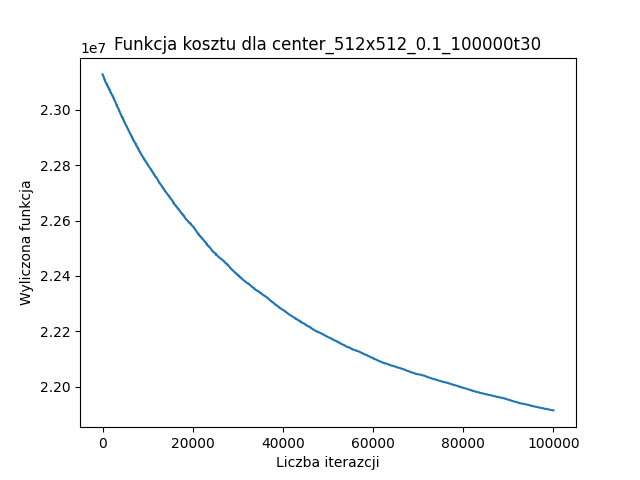 1e7 Funkcja kosztu dla center_512x512_0.1_100000t30
2.30
2.28
2.26
2.24
2.22
2.20
Wyliczona funkcja
0 20000 40000 60000 80000 100000
Liczba iterazcji